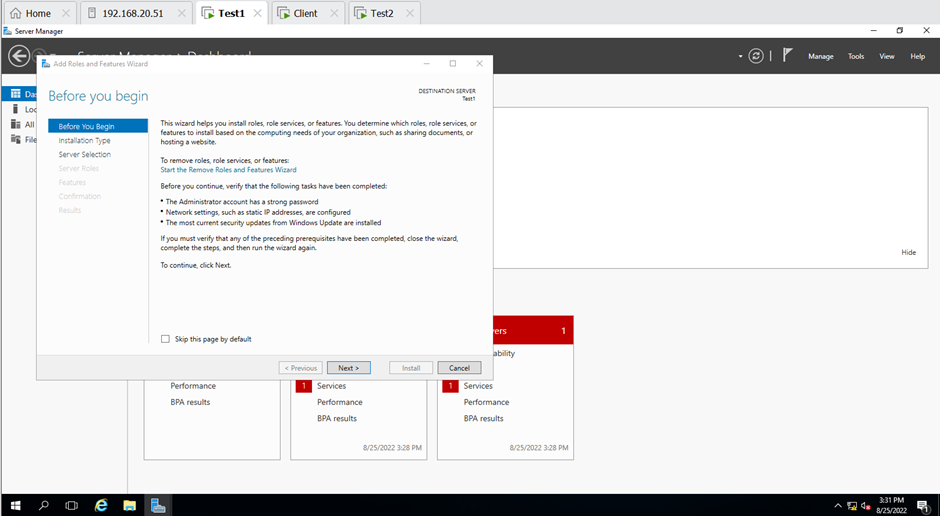 Home
192.168.20.51
Test1
Client
Test2
Server Manager
Manage
Tools
View
Help
Add Roles and Features Wizard
Before you begin
DESTINATION SERVER
Test1
Before You Begin
Installation Type
Server Selection
Server Roles
Features
Confirmation
Results
This wizard helps you install roles, role services, or features. You determine which roles, role services, or
features to install based on the computing needs of your organization, such as sharing documents, or
hosting a website.
To remove roles, role services, or features:
Start the Remove Roles and Features Wizard
Before you continue, verify that the following tasks have been completed:
• The Administrator account has a strong password
• Network settings, such as static IP addresses, are configured
• The most current security updates from Windows Update are installed
If you must verify that any of the preceding prerequisites have been completed, close the wizard,
complete the steps, and then run the wizard again.
To continue, click Next.
Skip this page by default
< Previous
Next >
Install
Cancel
All
Hide
1
Performance
BPA results
1 Services
Performance
BPA results
8/25/2022 3:28 PM
1 Services
Performance
BPA results
8/25/2022 3:28 PM
3:31 PM
8/25/2022
1